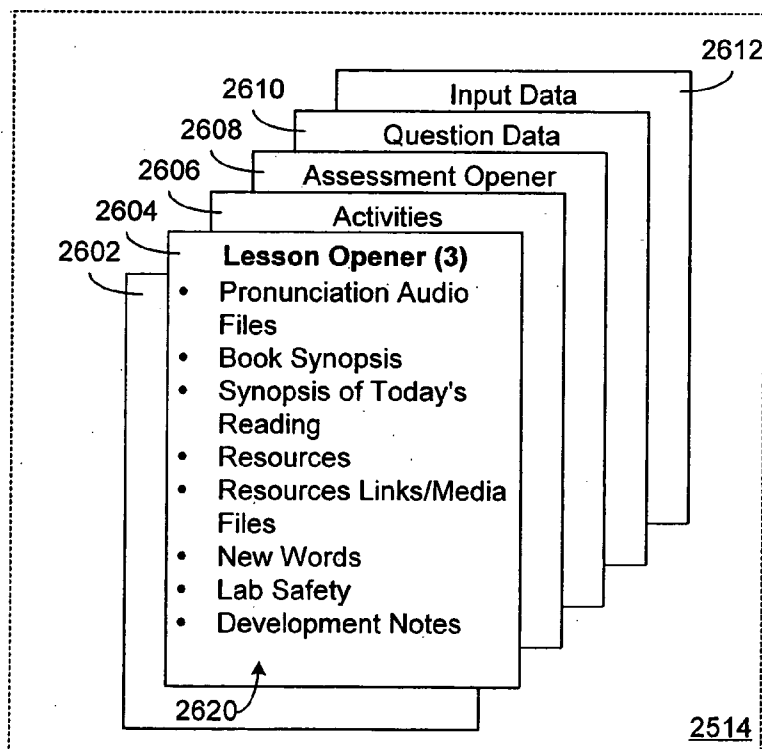 2612
Input Data
2610
Question Data
2608
Assessment Opener
2606
Activities
2604
Lesson Opener (3)
2602
• Pronunciation Audio
Files
• Book Synopsis
• Synopsis of Today's
Reading
• Resources
• Resources Links/Media
Files
• New Words
• Lab Safety
• Development Notes
2620
2514